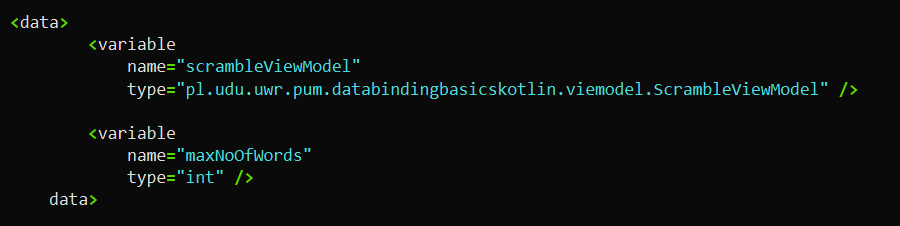 <data>
<variable
name="scrambleViewModel"
type="pl.udu.uwr.pum.databindingbasicskotlin.viemodel.ScrambleViewModel" />
<variable
name="maxNoOfWords"
type="int" />
data>